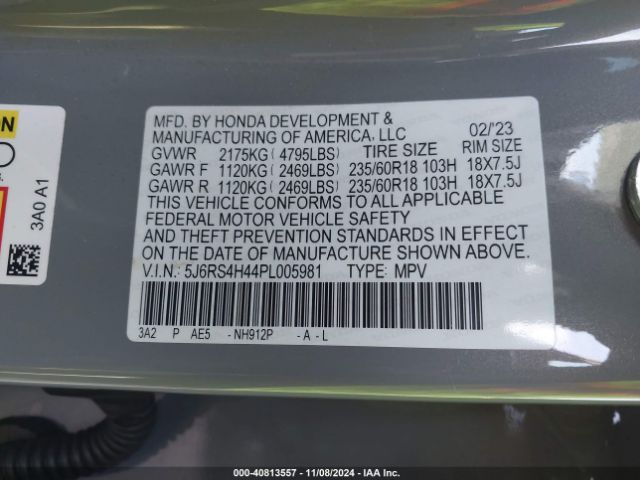 ON
S.
3A0 A1
MFD. BY HONDA DEVELOPMENT &
MANUFACTURING OF AMERICA, LLC 02/'23
GVWR 2175KG ( 4795LBS) TIRE SIZE RIM SIZE
GAWR F 1120KG ( 2469LBS) 235/60R18 103H 18X7.5J
GAWR R 1120KG ( 2469LBS) 235/60R18 103H 18X7.5J
THIS VEHICLE CONFORMS TO ALL APPLICABLE
FEDERAL MOTOR VEHICLE SAFETY
AND THEFT PREVENTION STANDARDS IN EFFECT
ON THE DATE OF MANUFACTURE SHOWN ABOVE.
V.I.N.: 5J6RS4H44PL005981 TYPE: MPV
3A2 P AE5 - NH912P - A - L
000-40813557 - 11/08/2024 - IAA Inc.